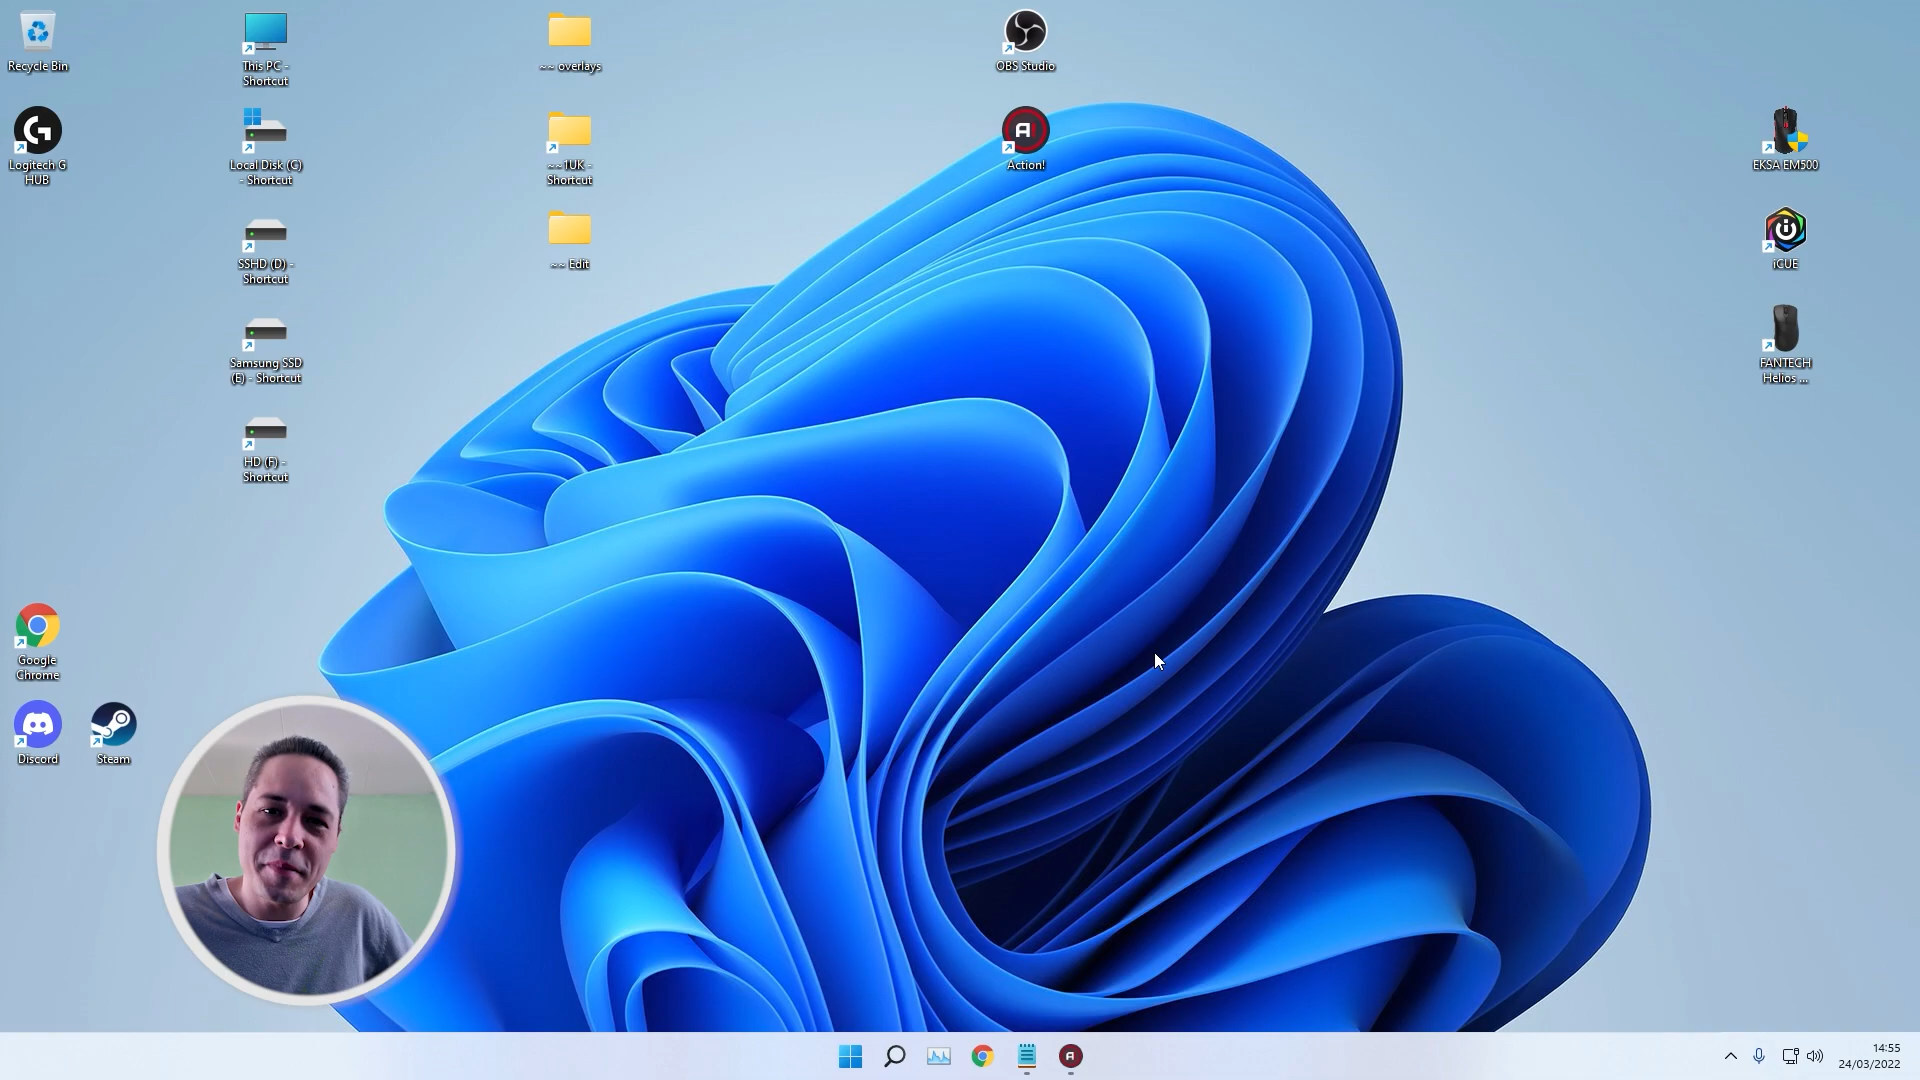 Recycle Bin
This PC -
Shortcut
~~ overlays
OBS Studio
Logitech G
HUB
Local Disk (C)
- Shortcut
~~1UK -
Shortcut
Action!
EKSA EM500
SSHD (D) -
Shortcut
~~ Edit
iCUE
Samsung SSD
(E) - Shortcut
FANTECH
Helios ...
HD (F) -
Shortcut
Google
Chrome
Discord
Steam
14:55
24/03/2022